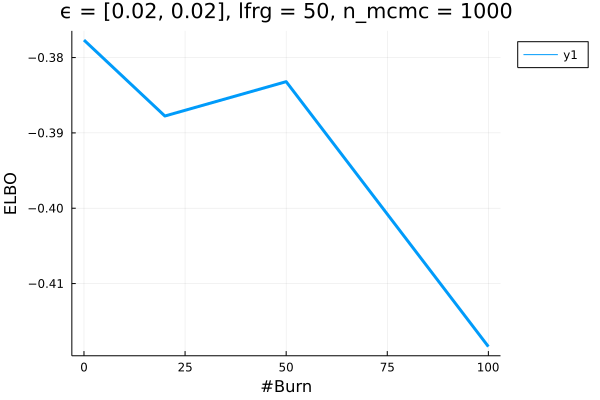 ϵ = [0.02, 0.02], lfrg = 50, n_mcmc = 1000
y1
−0.38
−0.39
−0.40
−0.41
ELBO
0
25
50
75
100
#Burn